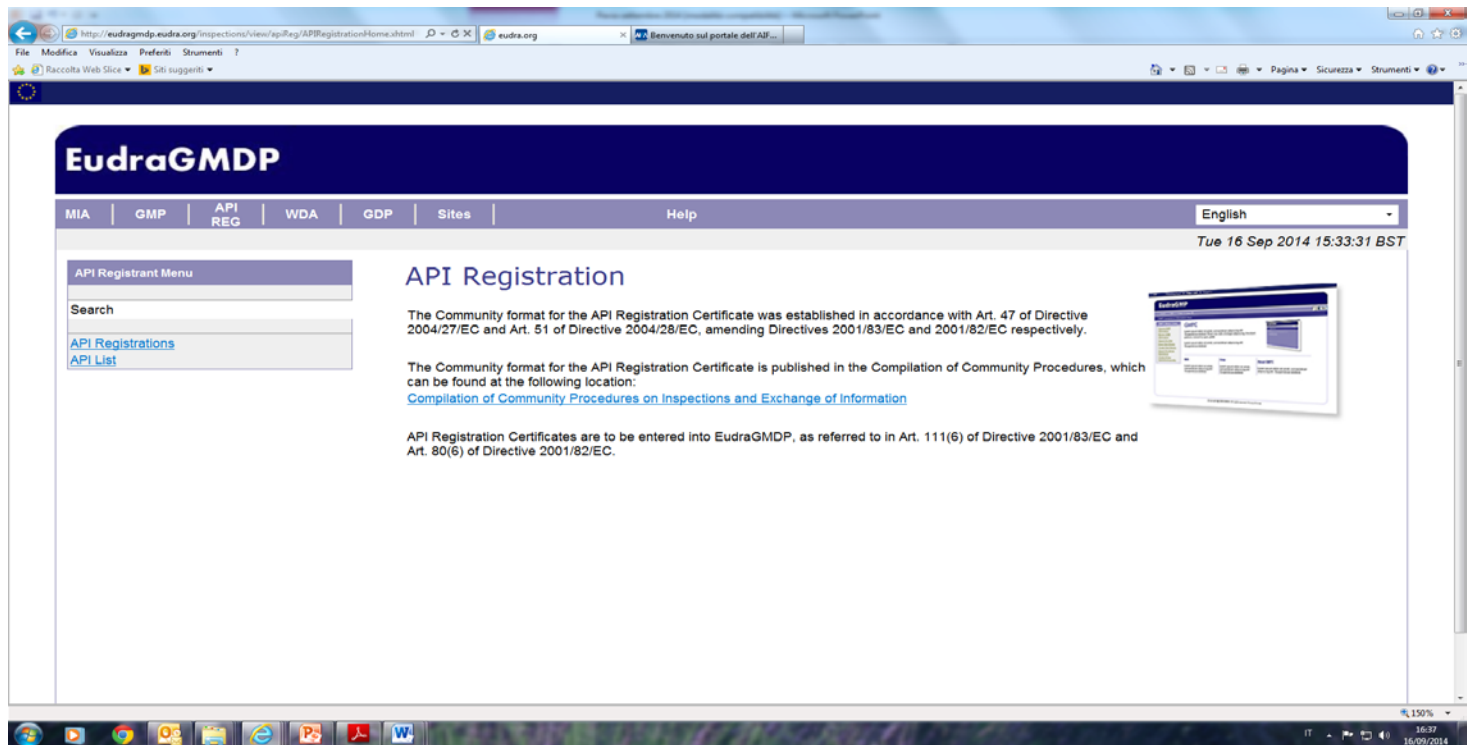 http://eudragmdp.eudra.org/inspections/view/apiReg/APIRegistrationHome.xhtml
eudra.org
Benvenuto sul portale dell'AIF...
File Modifica Visualizza Preferiti Strumenti ?
Raccolta Web Slice Siti suggeriti
Pagina Sicurezza Strumenti
EudraGMDP
MIA GMP API REG WDA GDP Sites Help English
Tue 16 Sep 2014 15:33:31 BST
API Registrant Menu
Search
API Registrations
API List
API Registration
The Community format for the API Registration Certificate was established in accordance with Art. 47 of Directive
2004/27/EC and Art. 51 of Directive 2004/28/EC, amending Directives 2001/83/EC and 2001/82/EC respectively.
The Community format for the API Registration Certificate is published in the Compilation of Community Procedures, which
can be found at the following location:
Compilation of Community Procedures on Inspections and Exchange of Information
API Registration Certificates are to be entered into EudraGMDP, as referred to in Art. 111(6) of Directive 2001/83/EC and
Art. 80(6) of Directive 2001/82/EC.
150%
IT
16:37
16/09/2014